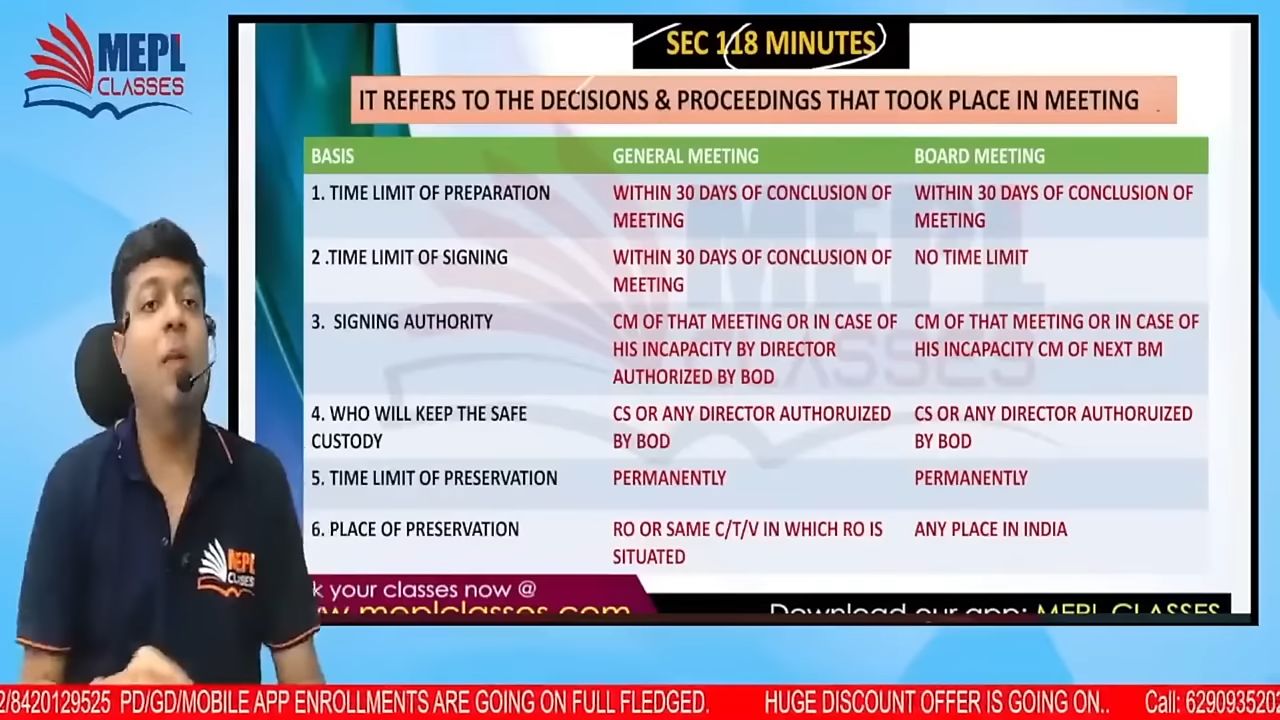 MEPL
CLASSES
SEC 118 MINUTES
IT REFERS TO THE DECISIONS & PROCEEDINGS THAT TOOK PLACE IN MEETING
BASIS GENERAL MEETING BOARD MEETING
1. TIME LIMIT OF PREPARATION WITHIN 30 DAYS OF CONCLUSION OF WITHIN 30 DAYS OF CONCLUSION OF
MEETING MEETING
2 .TIME LIMIT OF SIGNING WITHIN 30 DAYS OF CONCLUSION OF NO TIME LIMIT
MEETING
3. SIGNING AUTHORITY CM OF THAT MEETING OR IN CASE OF CM OF THAT MEETING OR IN CASE OF
HIS INCAPACITY BY DIRECTOR HIS INCAPACITY CM OF NEXT BM
AUTHORIZED BY BOD
4. WHO WILL KEEP THE SAFE CS OR ANY DIRECTOR AUTHORUIZED CS OR ANY DIRECTOR AUTHORUIZED
CUSTODY BY BOD BY BOD
5. TIME LIMIT OF PRESERVATION PERMANENTLY PERMANENTLY
6. PLACE OF PRESERVATION RO OR SAME C/T/V IN WHICH RO IS ANY PLACE IN INDIA
SITUATED
MEPL
CLASSES
k your classes now @
w.meplclasses.com Download our app: MEPL CLASSES
2/8420129525 PD/GD/MOBILE APP ENROLLMENTS ARE GOING ON FULL FLEDGED. HUGE DISCOUNT OFFER IS GOING ON.. Call: 6290935202